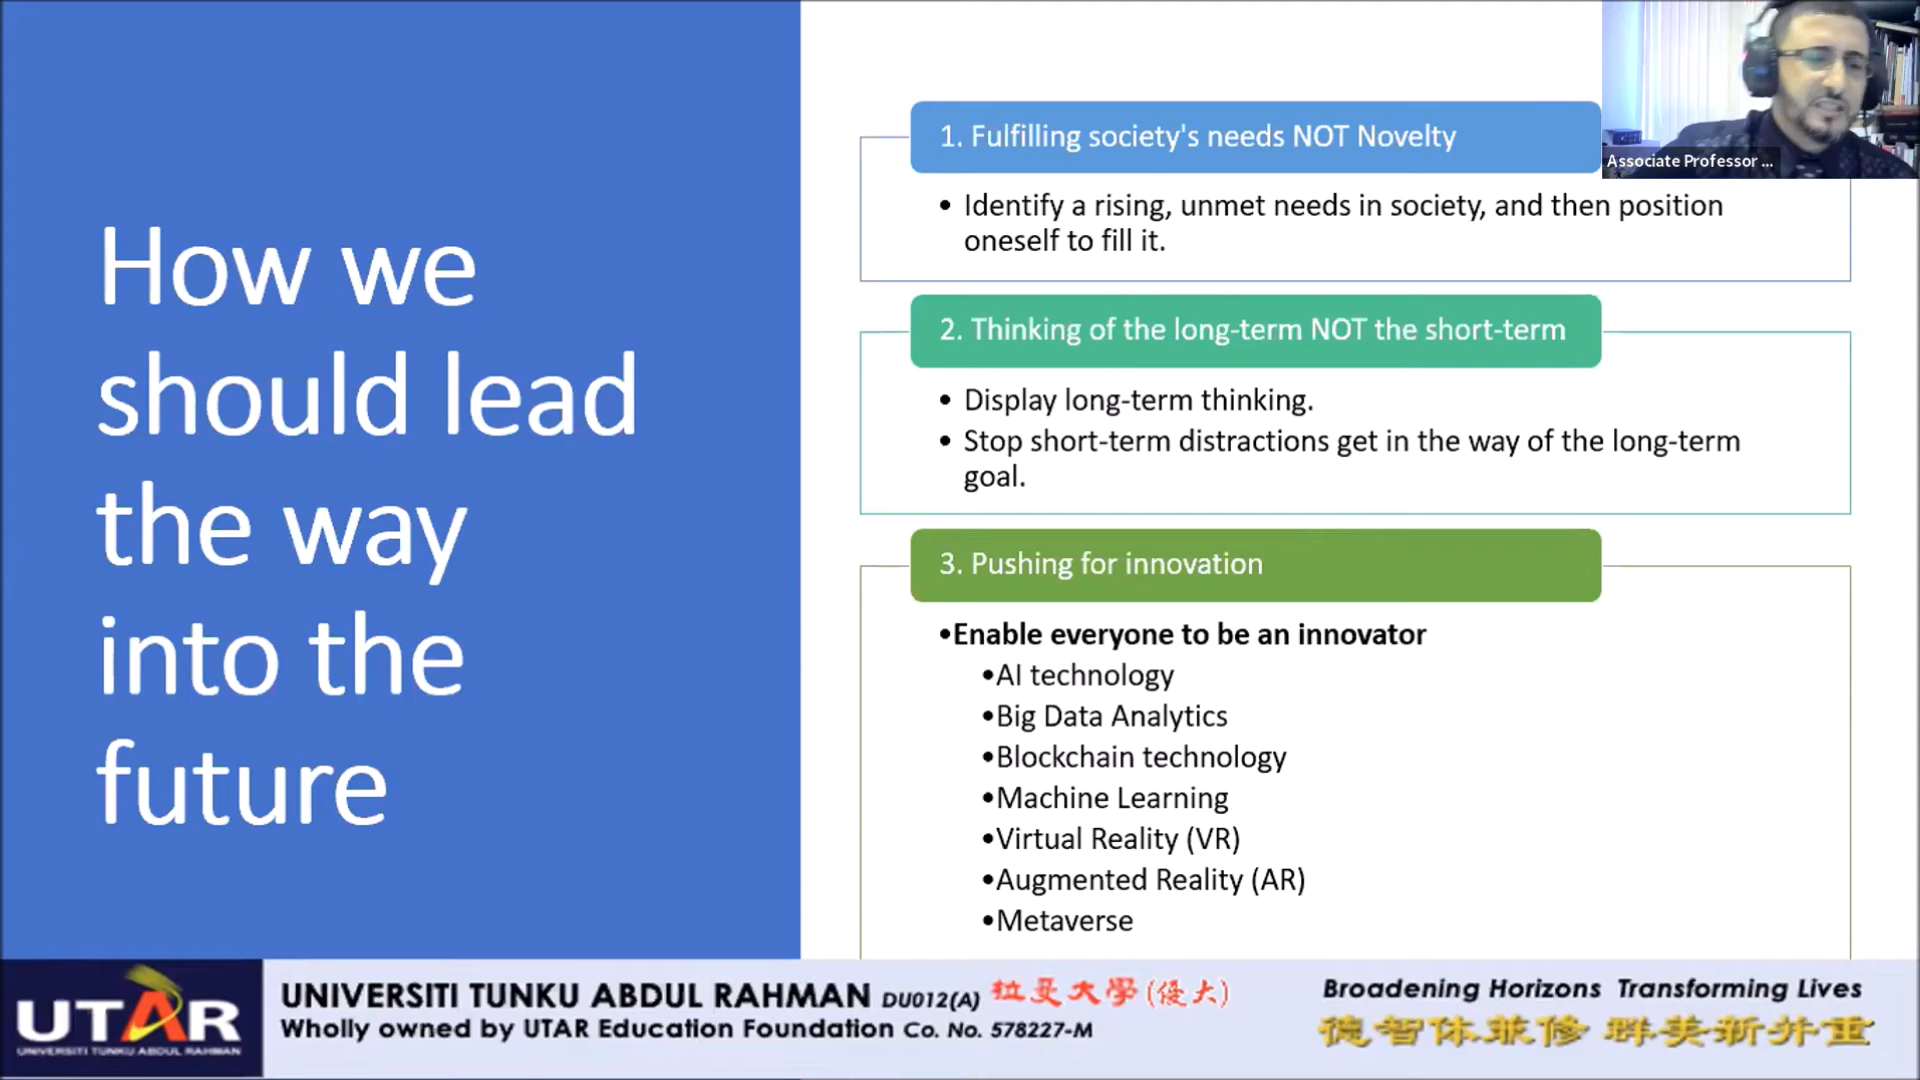 How we
should lead
the way
into the
future
1. Fulfilling society's needs NOT Novelty
• Identify a rising, unmet needs in society, and then position
oneself to fill it.
2. Thinking of the long-term NOT the short-term
• Display long-term thinking.
• Stop short-term distractions get in the way of the long-term
goal.
3. Pushing for innovation
•Enable everyone to be an innovator
•AI technology
•Big Data Analytics
•Blockchain technology
•Machine Learning
•Virtual Reality (VR)
•Augmented Reality (AR)
•Metaverse
Associate Professor ...
UTAR
UNIVERSITI TUNKU ABDUL RAHMAN
UNIVERSITI TUNKU ABDUL RAHMAN DU012(A) 拉曼大學(優大)
Wholly owned by UTAR Education Foundation Co. No. 578227-M
Broadening Horizons Transforming Lives
德智体兼修 群美新并重